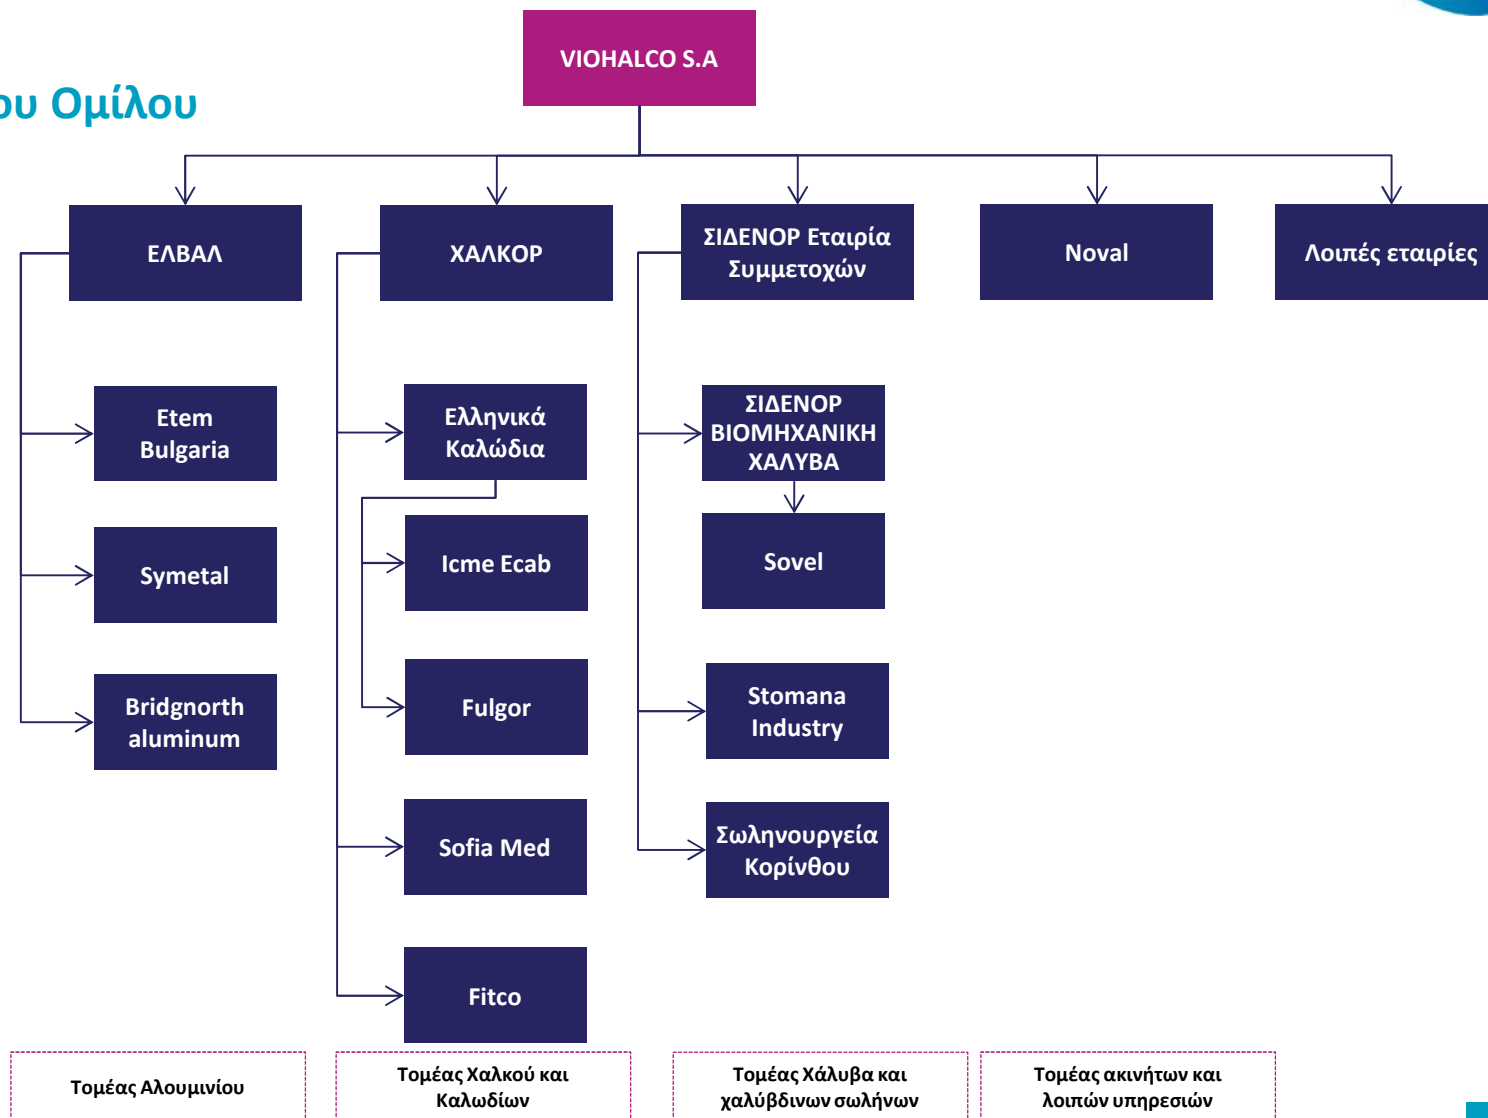 VIOHALCO S.A
ου Ομίλου
ΕΛΒΑΛ
ΧΑΛΚΟΡ
ΣΙΔΕΝΟΡ Εταιρία
Συμμετοχών
Noval
Λοιπές εταιρίες
Etem
Bulgaria
Symetal
Bridgnorth
aluminum
Ελληνικά
Καλώδια
Icme Ecab
Fulgor
Sofia Med
Fitco
ΣΙΔΕΝΟΡ
ΒΙΟΜΗΧΑΝΙΚΗ
ΧΑΛΥΒΑ
Sovel
Stomana
Industry
Σωληνουργεία
Κορίνθου
Τομέας Αλουμινίου
Τομέας Χαλκού και
Καλωδίων
Τομέας Χάλυβα και
χαλύβδινων σωλήνων
Τομέας ακινήτων και
λοιπών υπηρεσιών